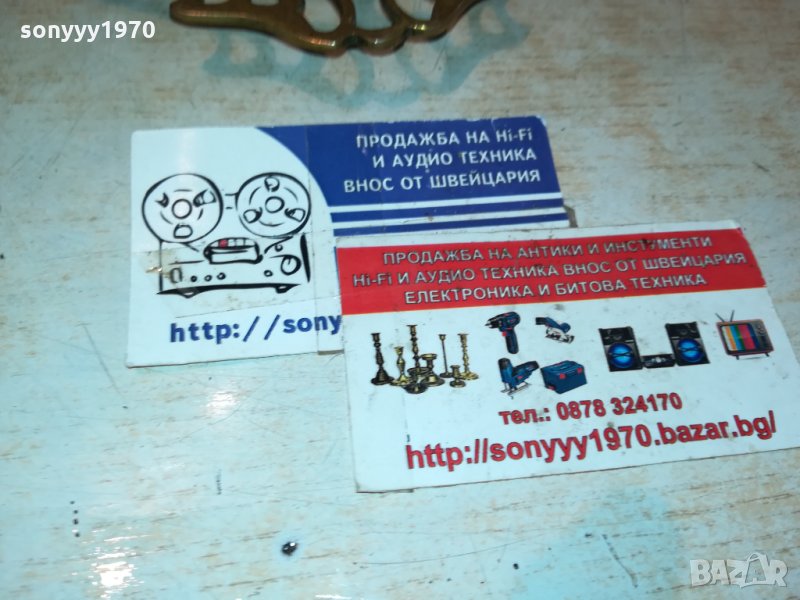 sonyyy1970
ПРОДАЖБА НА Hi-Fi
И АУДИО ТЕХНИКА
ВНОС ОТ ШВЕЙЦАРИЯ
http://sony
ПРОДАЖБА НА АНТИКИ И ИНСТУМЕНТИ
Hi-Fi И АУДИО ТЕХНИКА ВНОС ОТ ШВЕЙЦАРИЯ
ЕЛЕКТРОНИКА И БИТОВА ТЕХНИКА
тел.: 0878 324170
http://sonyyy1970.bazar.bg/
BAZAR